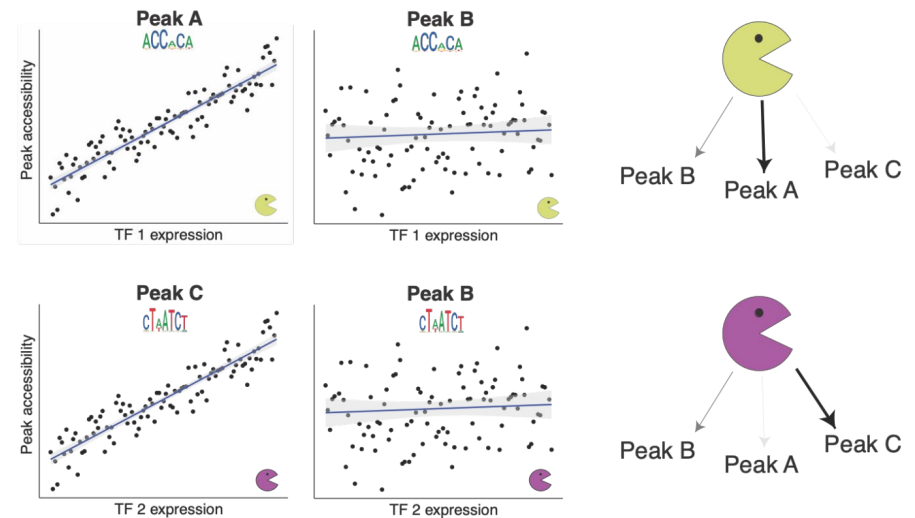 Peak A
ACCACA
Peak accessibility
TF 1 expression
Peak B
ACCACA
TF 1 expression
Peak B
Peak A
Peak C
Peak C
CTAATCT
Peak accessibility
TF 2 expression
Peak B
CTAATCT
TF 2 expression
Peak B
Peak A
Peak C